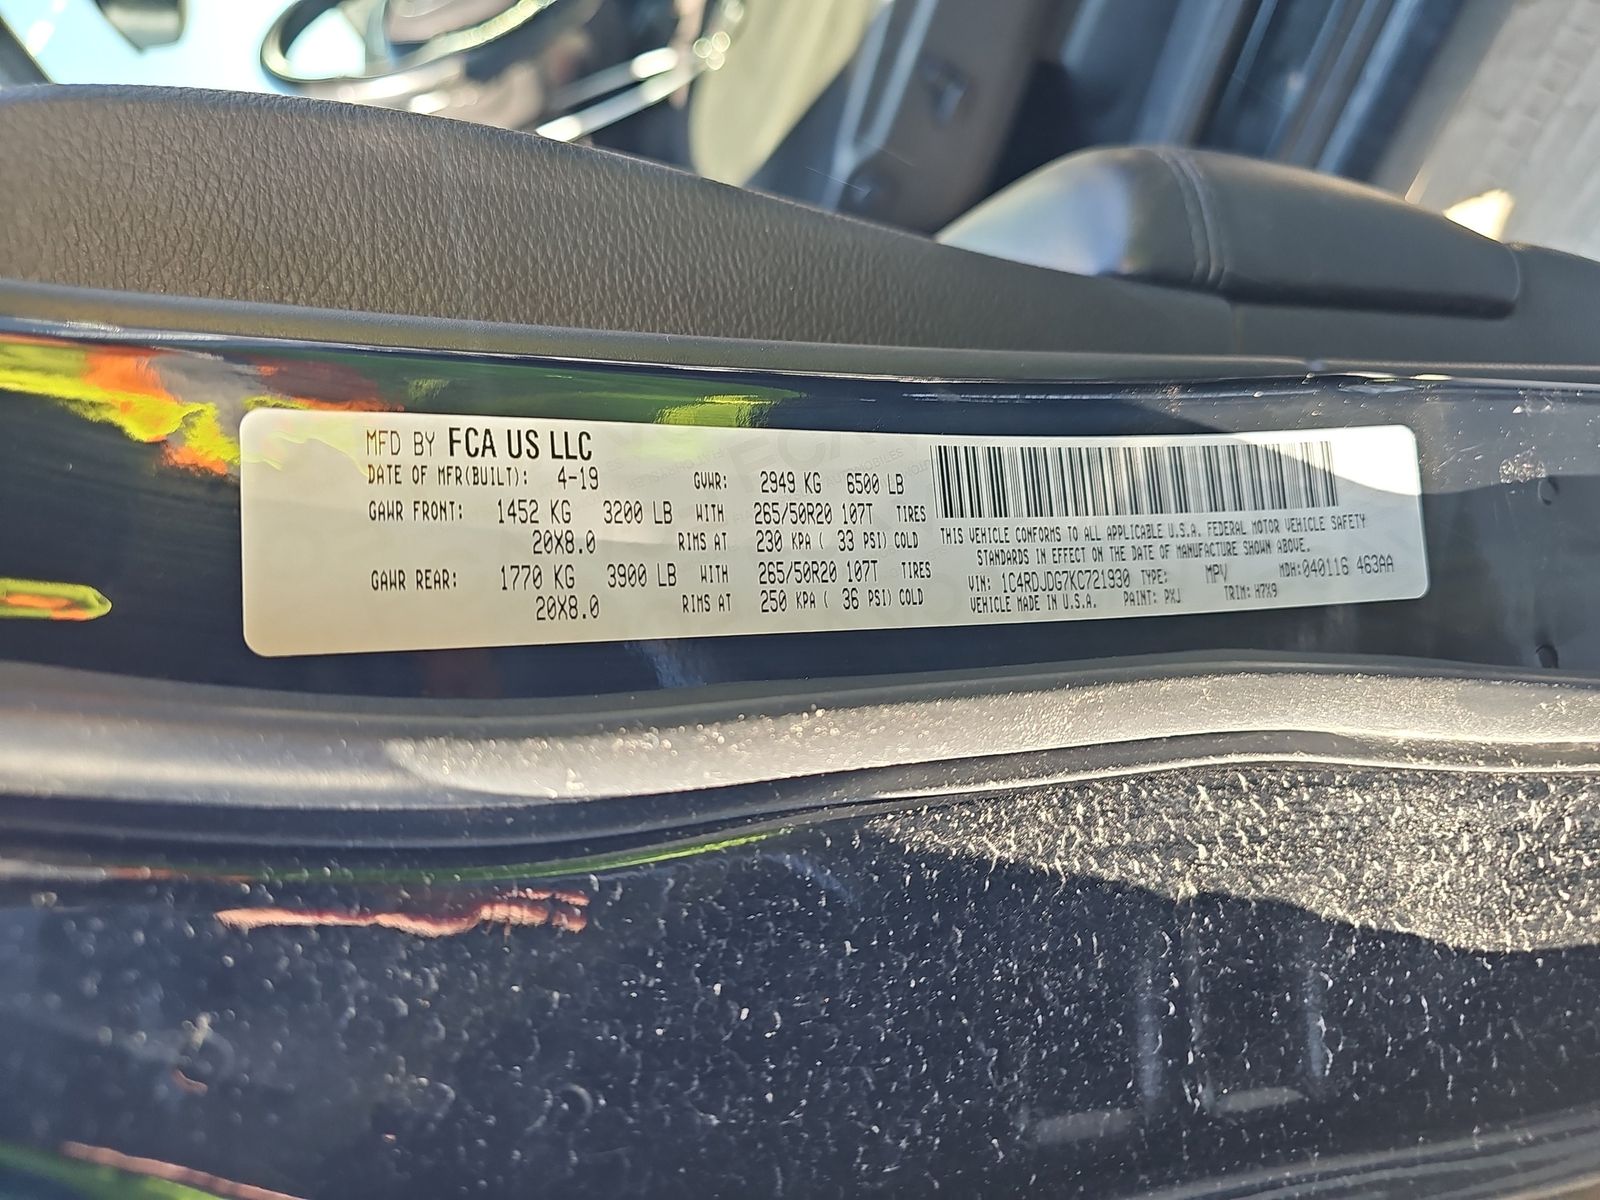 MFD BY FCA US LLC
DATE OF MFR(BUILT): 4-19 GVWR: 2949 KG 6500 LB
GAWR FRONT: 1452 KG 3200 LB WITH 265/50R20 107T TIRES
20X8.0 RIMS AT 230 KPA ( 33 PSI) COLD
GAWR REAR: 1770 KG 3900 LB WITH 265/50R20 107T TIRES
20X8.0 RIMS AT 250 KPA ( 36 PSI) COLD
THIS VEHICLE CONFORMS TO ALL APPLICABLE U.S.A. FEDERAL MOTOR VEHICLE SAFETY
STANDARDS IN EFFECT ON THE DATE OF MANUFACTURE SHOWN ABOVE.
VIN: 1C4RDJDG7KC721930 TYPE: MPV MDH:040116 463AA
VEHICLE MADE IN U.S.A. PAINT: PXJ TRIM: H7X9